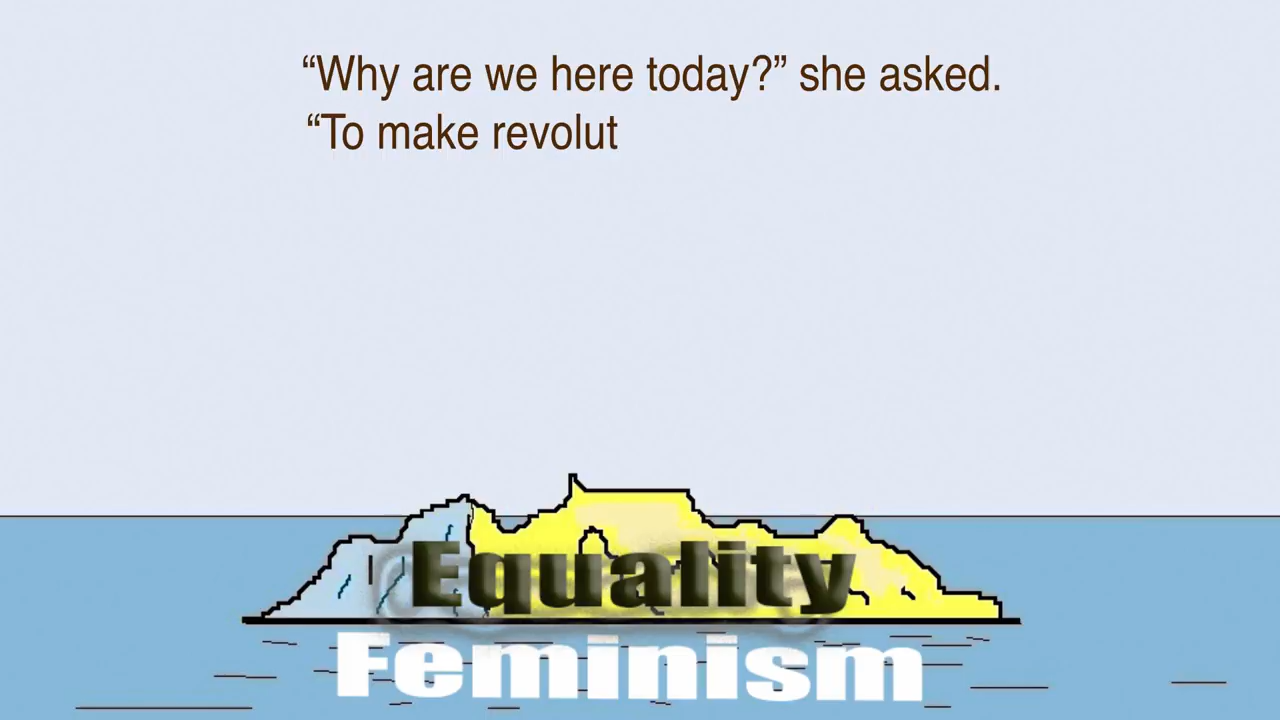 “Why are we here today?” she asked.
“To make revolut
Equality
Feminism